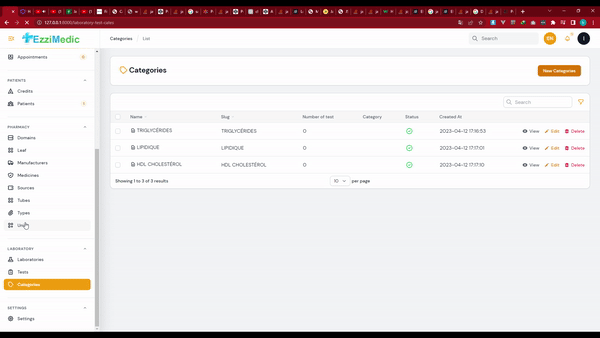 127.0.0.1:8000/laboratory-test-cates
EzziMedic
Categories List
Search
EN
Appointments 0
PATIENTS
Credits
Patients 1
PHARMACY
Domains
Leaf
Manufacturers
Medicines
Sources
Tubes
Types
LABORATORY
Laboratories
Tests
Categories
SETTINGS
Settings
Categories
New Categories
Search
Name Slug Number of test Category Status Created At
TRIGLYCÉRIDES TRIGLYCÉRIDES 0 2023-04-12 17:16:53 View Edit Delete
LIPIDIQUE LIPIDIQUE 0 2023-04-12 17:17:01 View Edit Delete
HDL CHOLESTÉROL HDL CHOLESTÉROL 0 2023-04-12 17:17:10 View Edit Delete
Showing 1 to 3 of 3 results 10 per page